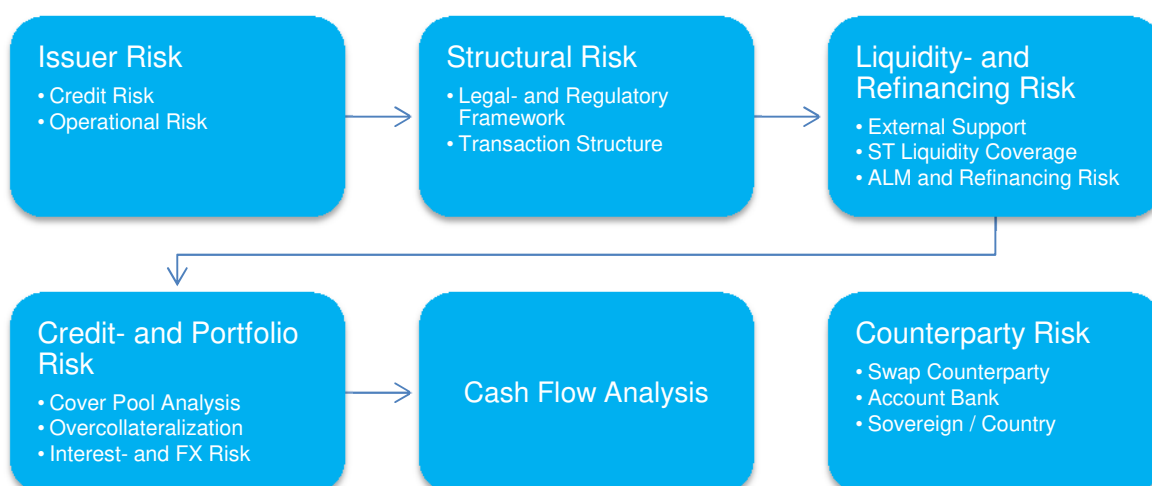 Issuer Risk
• Credit Risk
• Operational Risk
Structural Risk
• Legal- and Regulatory
Framework
• Transaction Structure
Liquidity- and
Refinancing Risk
• External Support
• ST Liquidity Coverage
• ALM and Refinancing Risk
Credit- and Portfolio
Risk
• Cover Pool Analysis
• Overcollateralization
• Interest- and FX Risk
Cash Flow Analysis
Counterparty Risk
• Swap Counterparty
• Account Bank
• Sovereign / Country